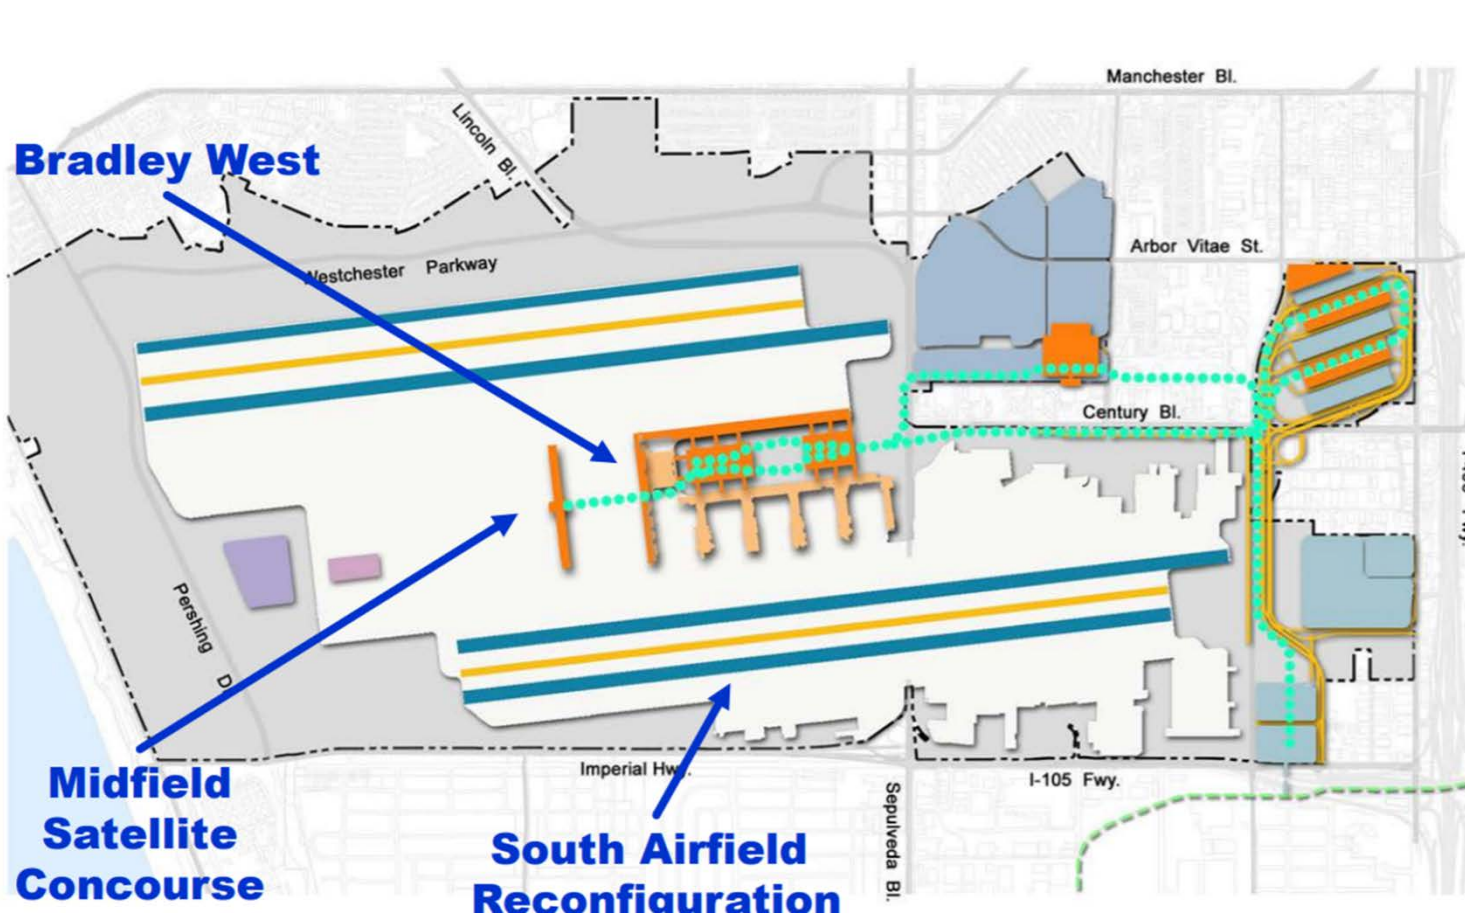 Manchester Bl.
Lincoln Bl.
Bradley West
Arbor Vitae St.
Westchester Parkway
Century Bl.
Pershing D
Imperial Hwy.
I-105 Fwy.
Midfield
Satellite
Concourse
South Airfield
Reconfiguration
Sepulveda Bl.